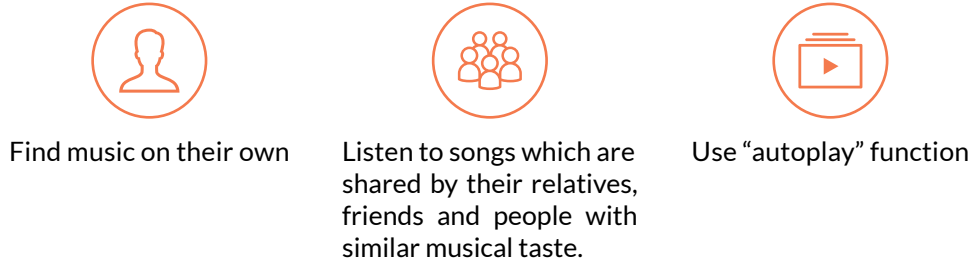 Find music on their own
Listen to songs which are
shared by their relatives,
friends and people with
similar musical taste.
Use “autoplay” function